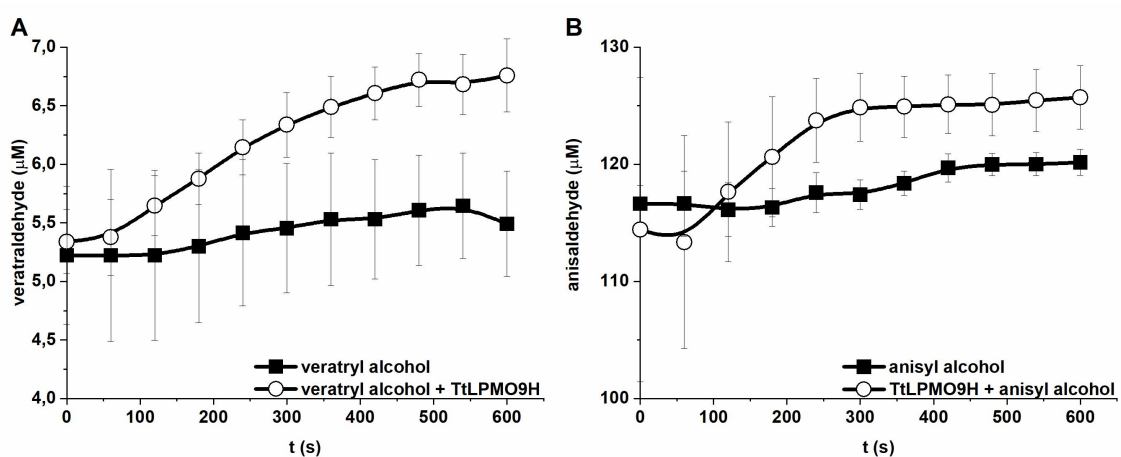 A
7,0
6,5
6,0
5,5
5,0
4,5
4,0
veratraldehyde (μM)
0 100 200 300 400 500 600
t (s)
veratryl alcohol
veratryl alcohol + TtLPMO9H
B
130
120
110
100
anisaldehyde (μM)
0 100 200 300 400 500 600
t (s)
anisyl alcohol
TtLPMO9H + anisyl alcohol